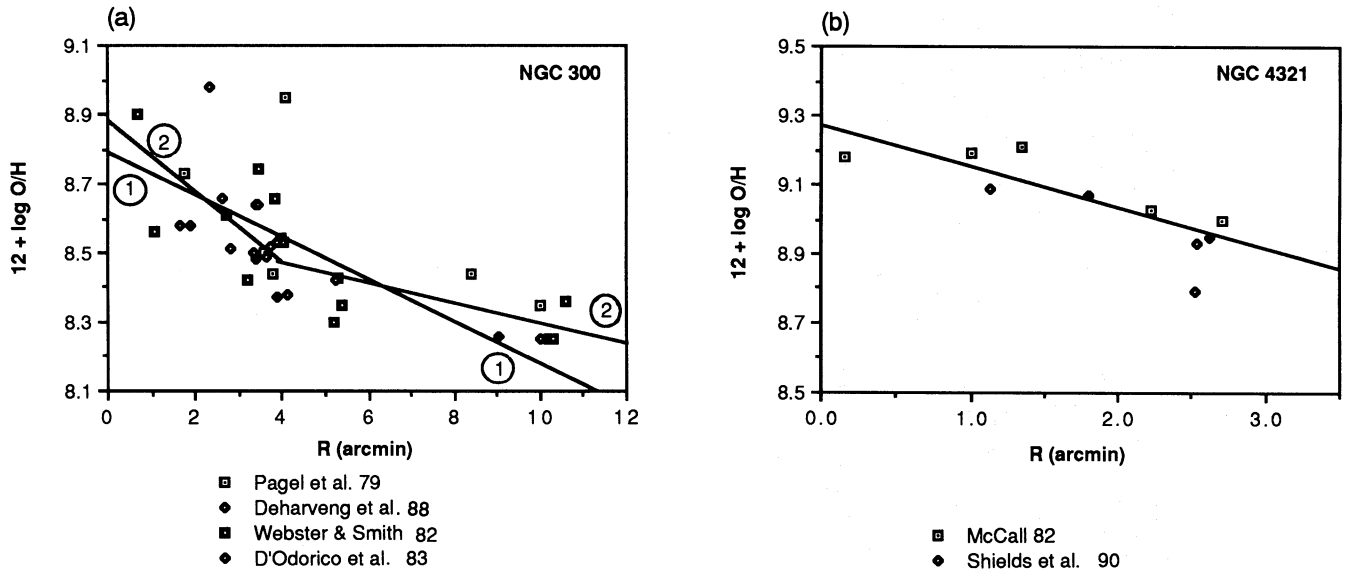 (a)
NGC 300
12 + log O/H
9.1
8.9
8.7
8.5
8.3
8.1
2
1
2
1
0 2 4 6 8 10 12
R (arcmin)
Pagel et al. 79
Deharveng et al. 88
Webster & Smith 82
D'Odorico et al. 83
(b)
NGC 4321
12 + log O/H
9.5
9.3
9.1
8.9
8.7
8.5
0.0 1.0 2.0 3.0
R (arcmin)
McCall 82
Shields et al. 90